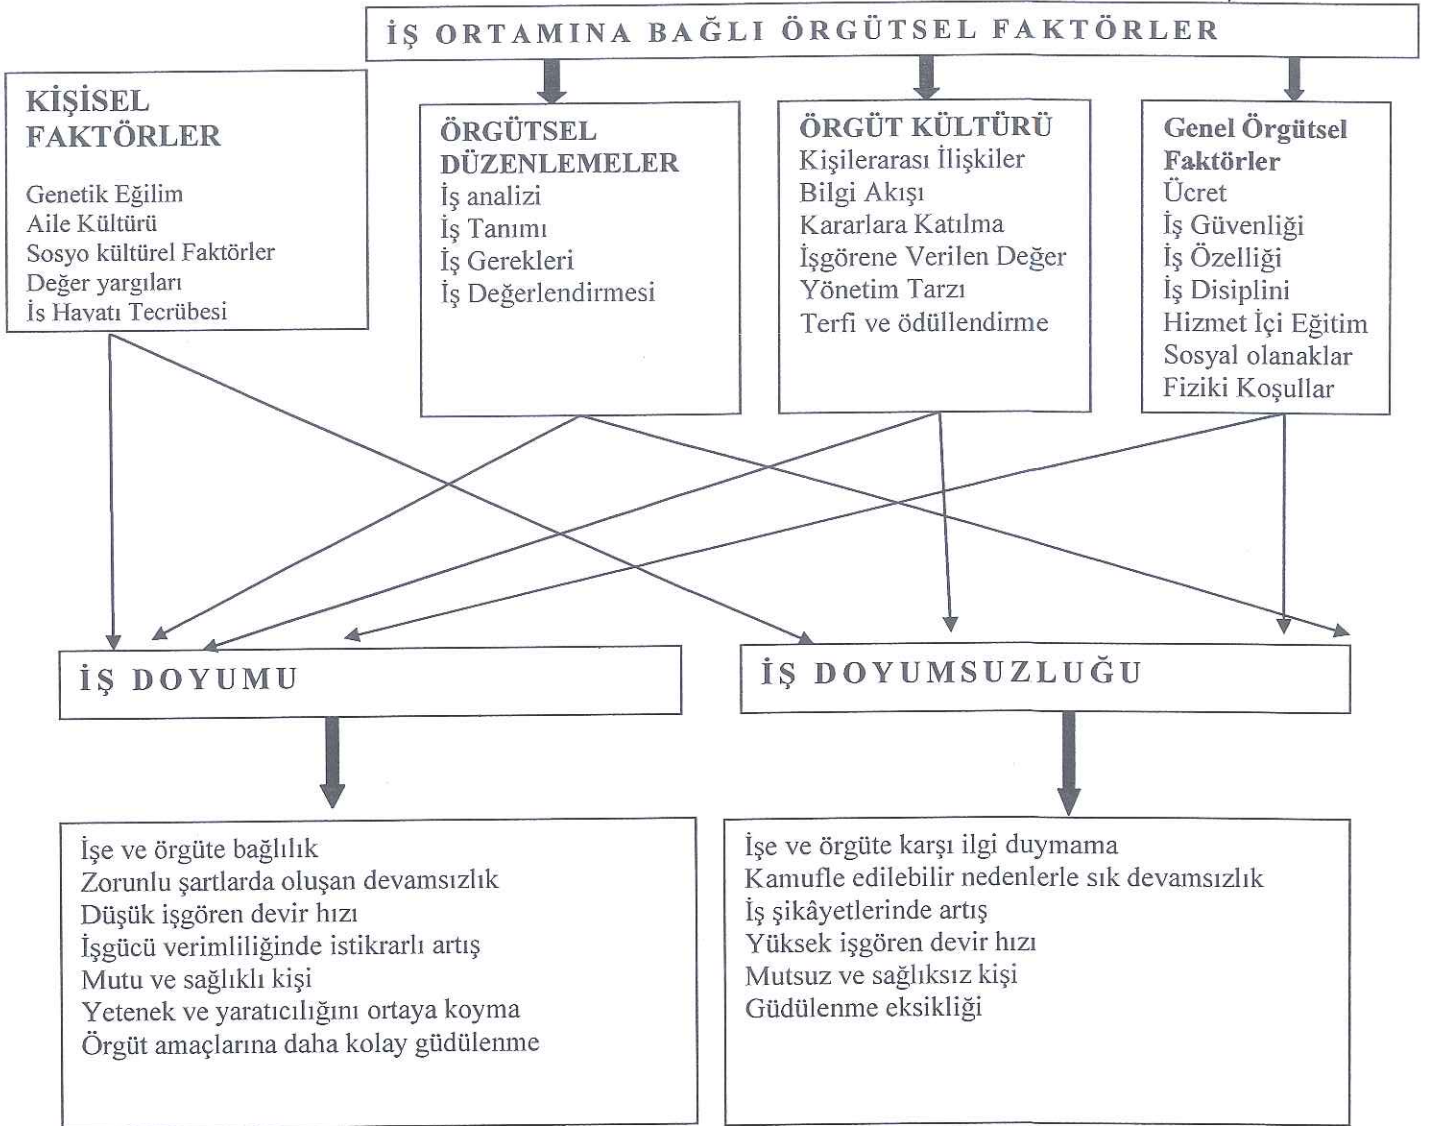 İŞ ORTAMINA BAĞLI ÖRGÜTSEL FAKTÖRLER
KİŞİSEL
FAKTÖRLER
Genetik Eğilim
Aile Kültürü
Sosyo kültürel Faktörler
Değer yargıları
İs Hayatı Tecrübesi
ÖRGÜTSEL
DÜZENLEMELER
İş analizi
İş Tanımı
İş Gerekleri
İş Değerlendirmesi
ÖRGÜT KÜLTÜRÜ
Kişilerarası İlişkiler
Bilgi Akışı
Kararlara Katılma
İşgörene Verilen Değer
Yönetim Tarzı
Terfi ve ödüllendirme
Genel Örgütsel
Faktörler
Ücret
İş Güvenliği
İş Özelliği
İş Disiplini
Hizmet İçi Eğitim
Sosyal olanaklar
Fiziki Koşullar
İŞ DOYUMU
İŞ DOYUMSUZLUĞU
İşe ve örgüte bağlılık
Zorunlu şartlarda oluşan devamsızlık
Düşük işgören devir hızı
İşgücü verimliliğinde istikrarlı artış
Mutu ve sağlıklı kişi
Yetenek ve yaratıcılığını ortaya koyma
Örgüt amaçlarına daha kolay güdülenme
İşe ve örgüte karşı ilgi duymama
Kamufle edilebilir nedenlerle sık devamsızlık
İş şikâyetlerinde artış
Yüksek işgören devir hızı
Mutsuz ve sağlıksız kişi
Güdülenme eksikliği